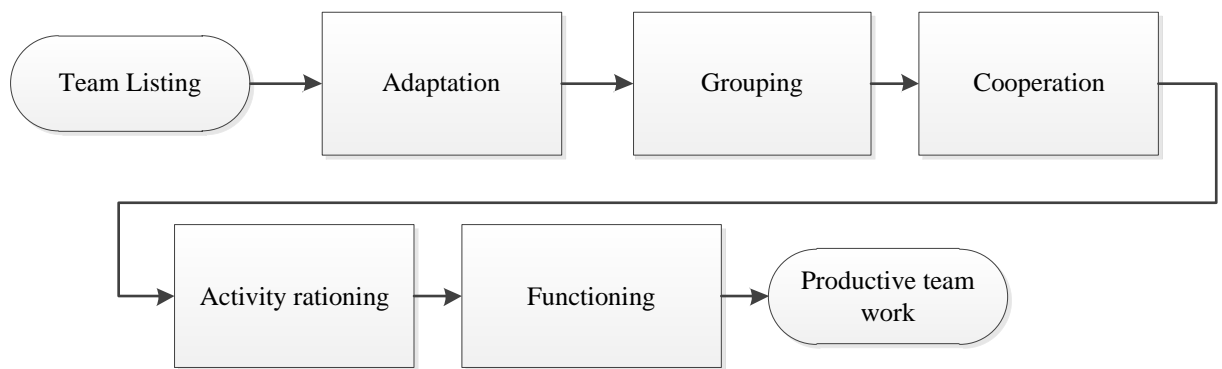 Team Listing
Adaptation
Grouping
Cooperation
Activity rationing
Functioning
Productive team
work